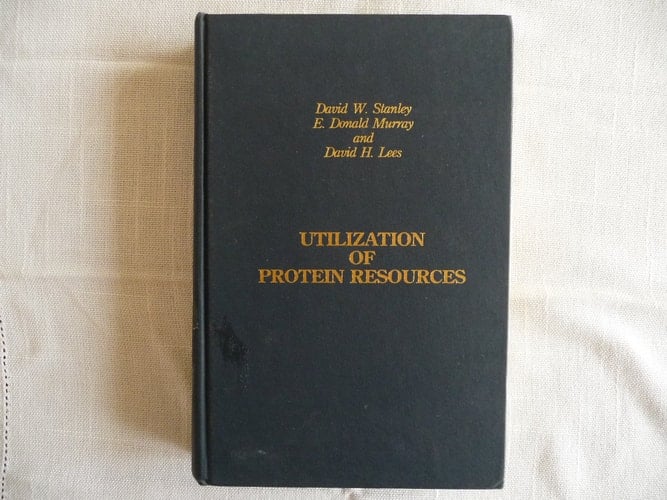 David W. Stanley
E. Donald Murray
and
David H. Lees
UTILIZATION
OF
PROTEIN RESOURCES